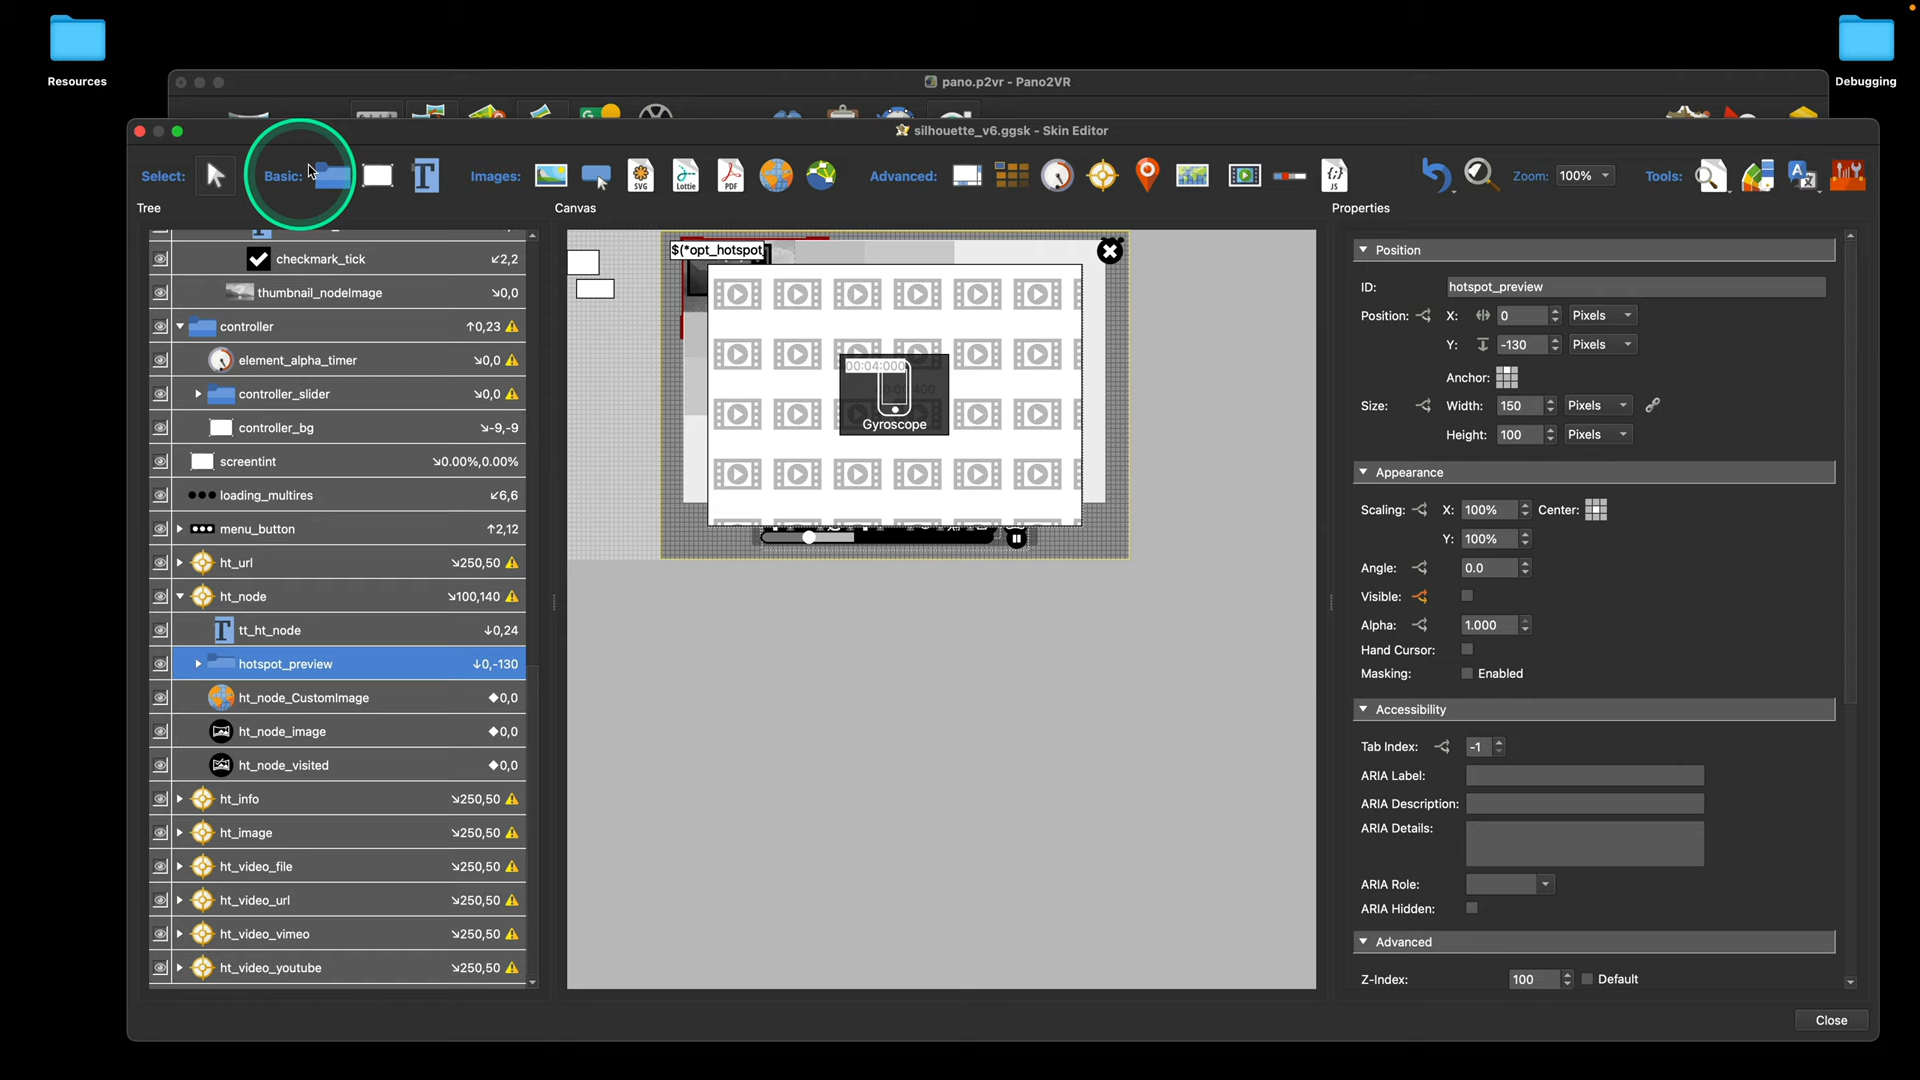 Resources
Debugging
pano.p2vr - Pano2VR
silhouette_v6.ggsk - Skin Editor
Select:
Basic:
Images:
SVG
Lottie
PDF
Advanced:
JS
Zoom:
100%
Tools:
Tree
Canvas
Properties
checkmark_tick
↙2,2
thumbnail_nodeImage
↘0,0
controller
↑0,23
element_alpha_timer
↘0,0
controller_slider
↘0,0
controller_bg
↘-9,-9
screentint
↘0.00%,0.00%
loading_multires
↙6,6
menu_button
↑2,12
ht_url
↘250,50
ht_node
↘100,140
tt_ht_node
↓0,24
hotspot_preview
↓0,-130
ht_node_CustomImage
◆0,0
ht_node_image
◆0,0
ht_node_visited
◆0,0
ht_info
↘250,50
ht_image
↘250,50
ht_video_file
↘250,50
ht_video_url
↘250,50
ht_video_vimeo
↘250,50
ht_video_youtube
↘250,50
$(*opt_hotspot
00:04:000
Gyroscope
Position
ID:
hotspot_preview
Position:
X:
0
Pixels
Y:
-130
Pixels
Anchor:
Size:
Width:
150
Pixels
Height:
100
Pixels
Appearance
Scaling:
X:
100%
Center:
Y:
100%
Angle:
0.0
Visible:
Alpha:
1.000
Hand Cursor:
Masking:
Enabled
Accessibility
Tab Index:
-1
ARIA Label:
ARIA Description:
ARIA Details:
ARIA Role:
ARIA Hidden:
Advanced
Z-Index:
100
Default
Close